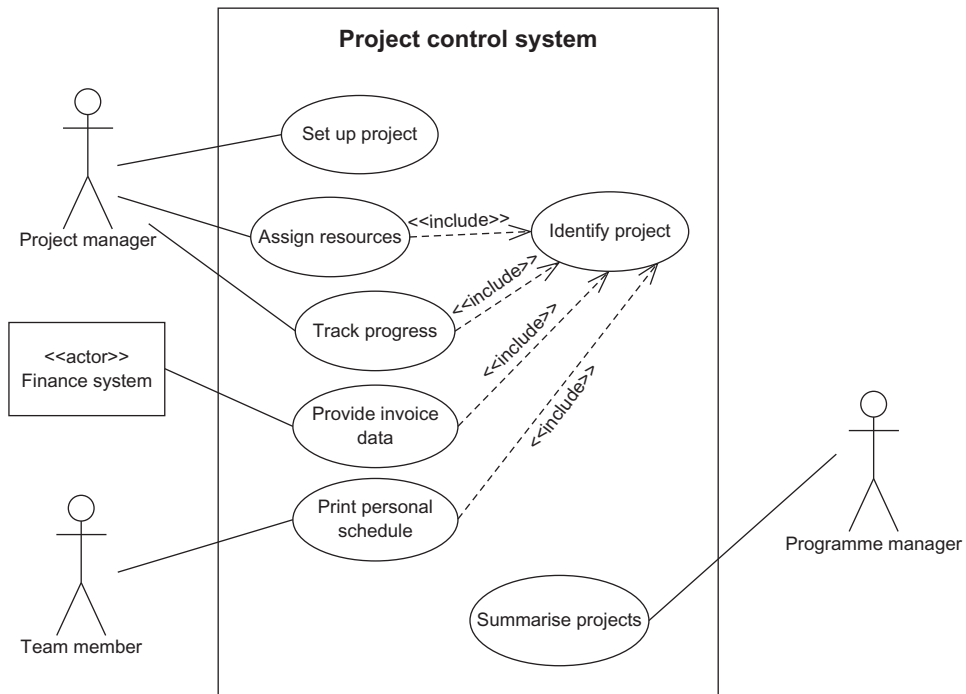 Project control system
Set up project
Project manager
Assign resources
<<include>>
Identify project
Track progress
<<include>>
<<actor>>
Finance system
Provide invoice
data
<<include>>
Print personal
schedule
<<include>>
Team member
Programme manager
Summarise projects